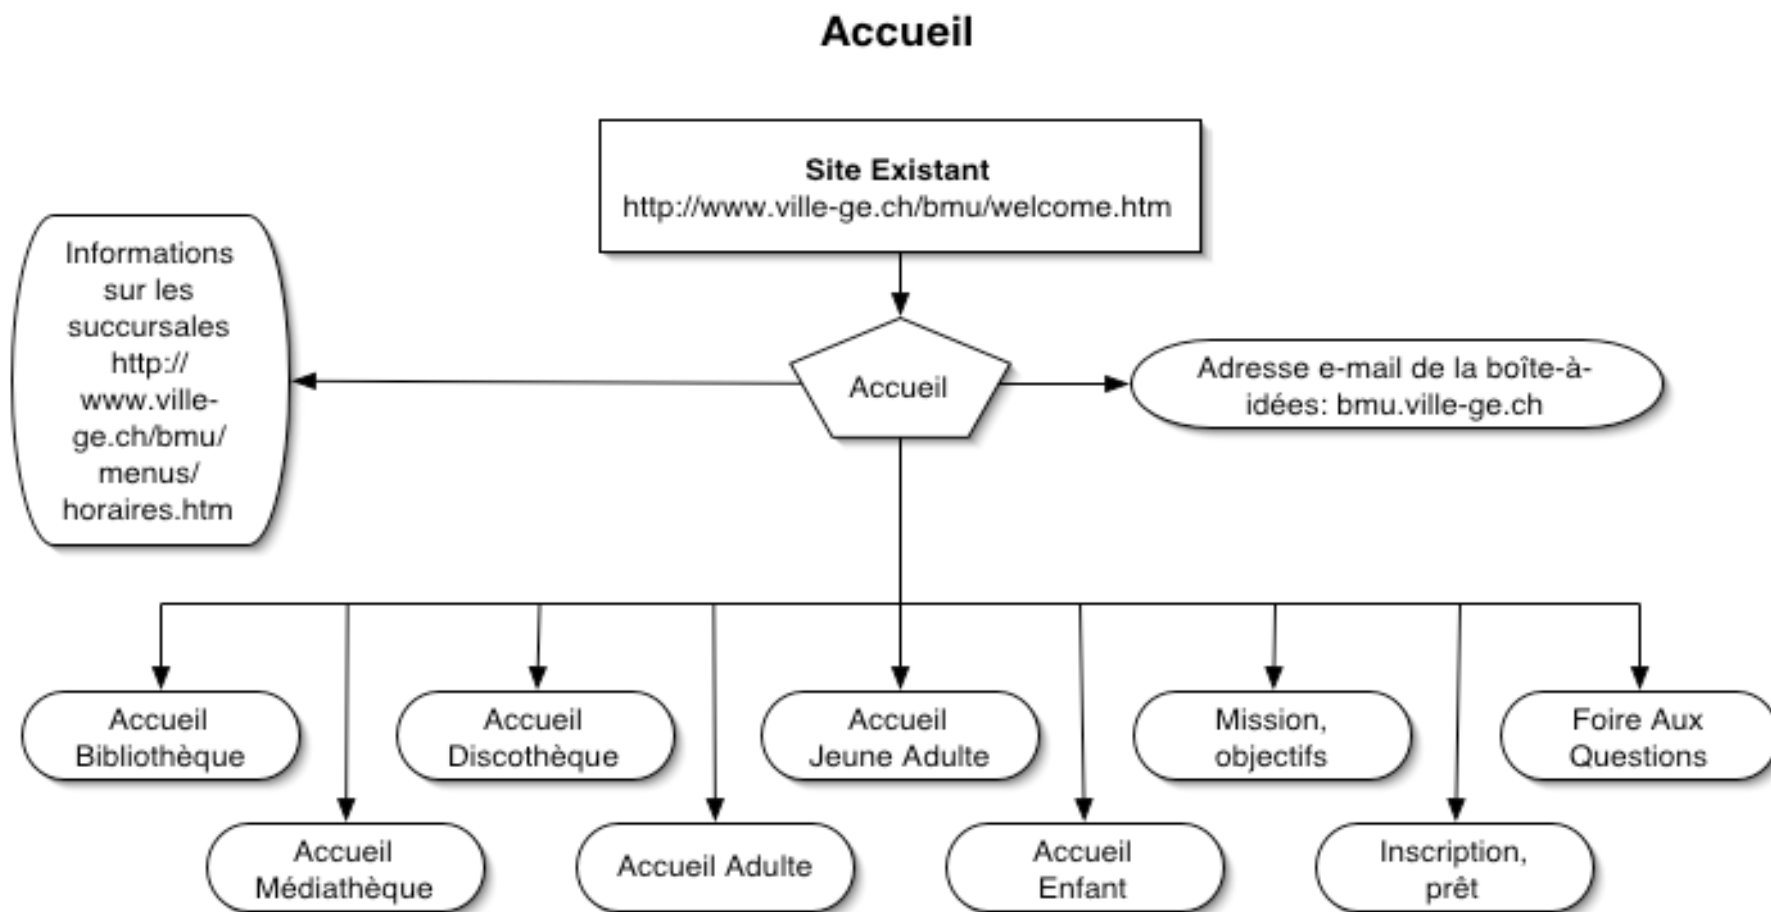 Accueil
Site Existant
http://www.ville-ge.ch/bmu/welcome.htm
Informations
sur les
succursales
http://
www.ville-
ge.ch/bmu/
menus/
horaires.htm
Accueil
Adresse e-mail de la boîte-à-
idées: bmu.ville-ge.ch
Accueil
Bibliothèque
Accueil
Discothèque
Accueil
Jeune Adulte
Mission,
objectifs
Foire Aux
Questions
Accueil
Médiathèque
Accueil Adulte
Accueil
Enfant
Inscription,
prêt